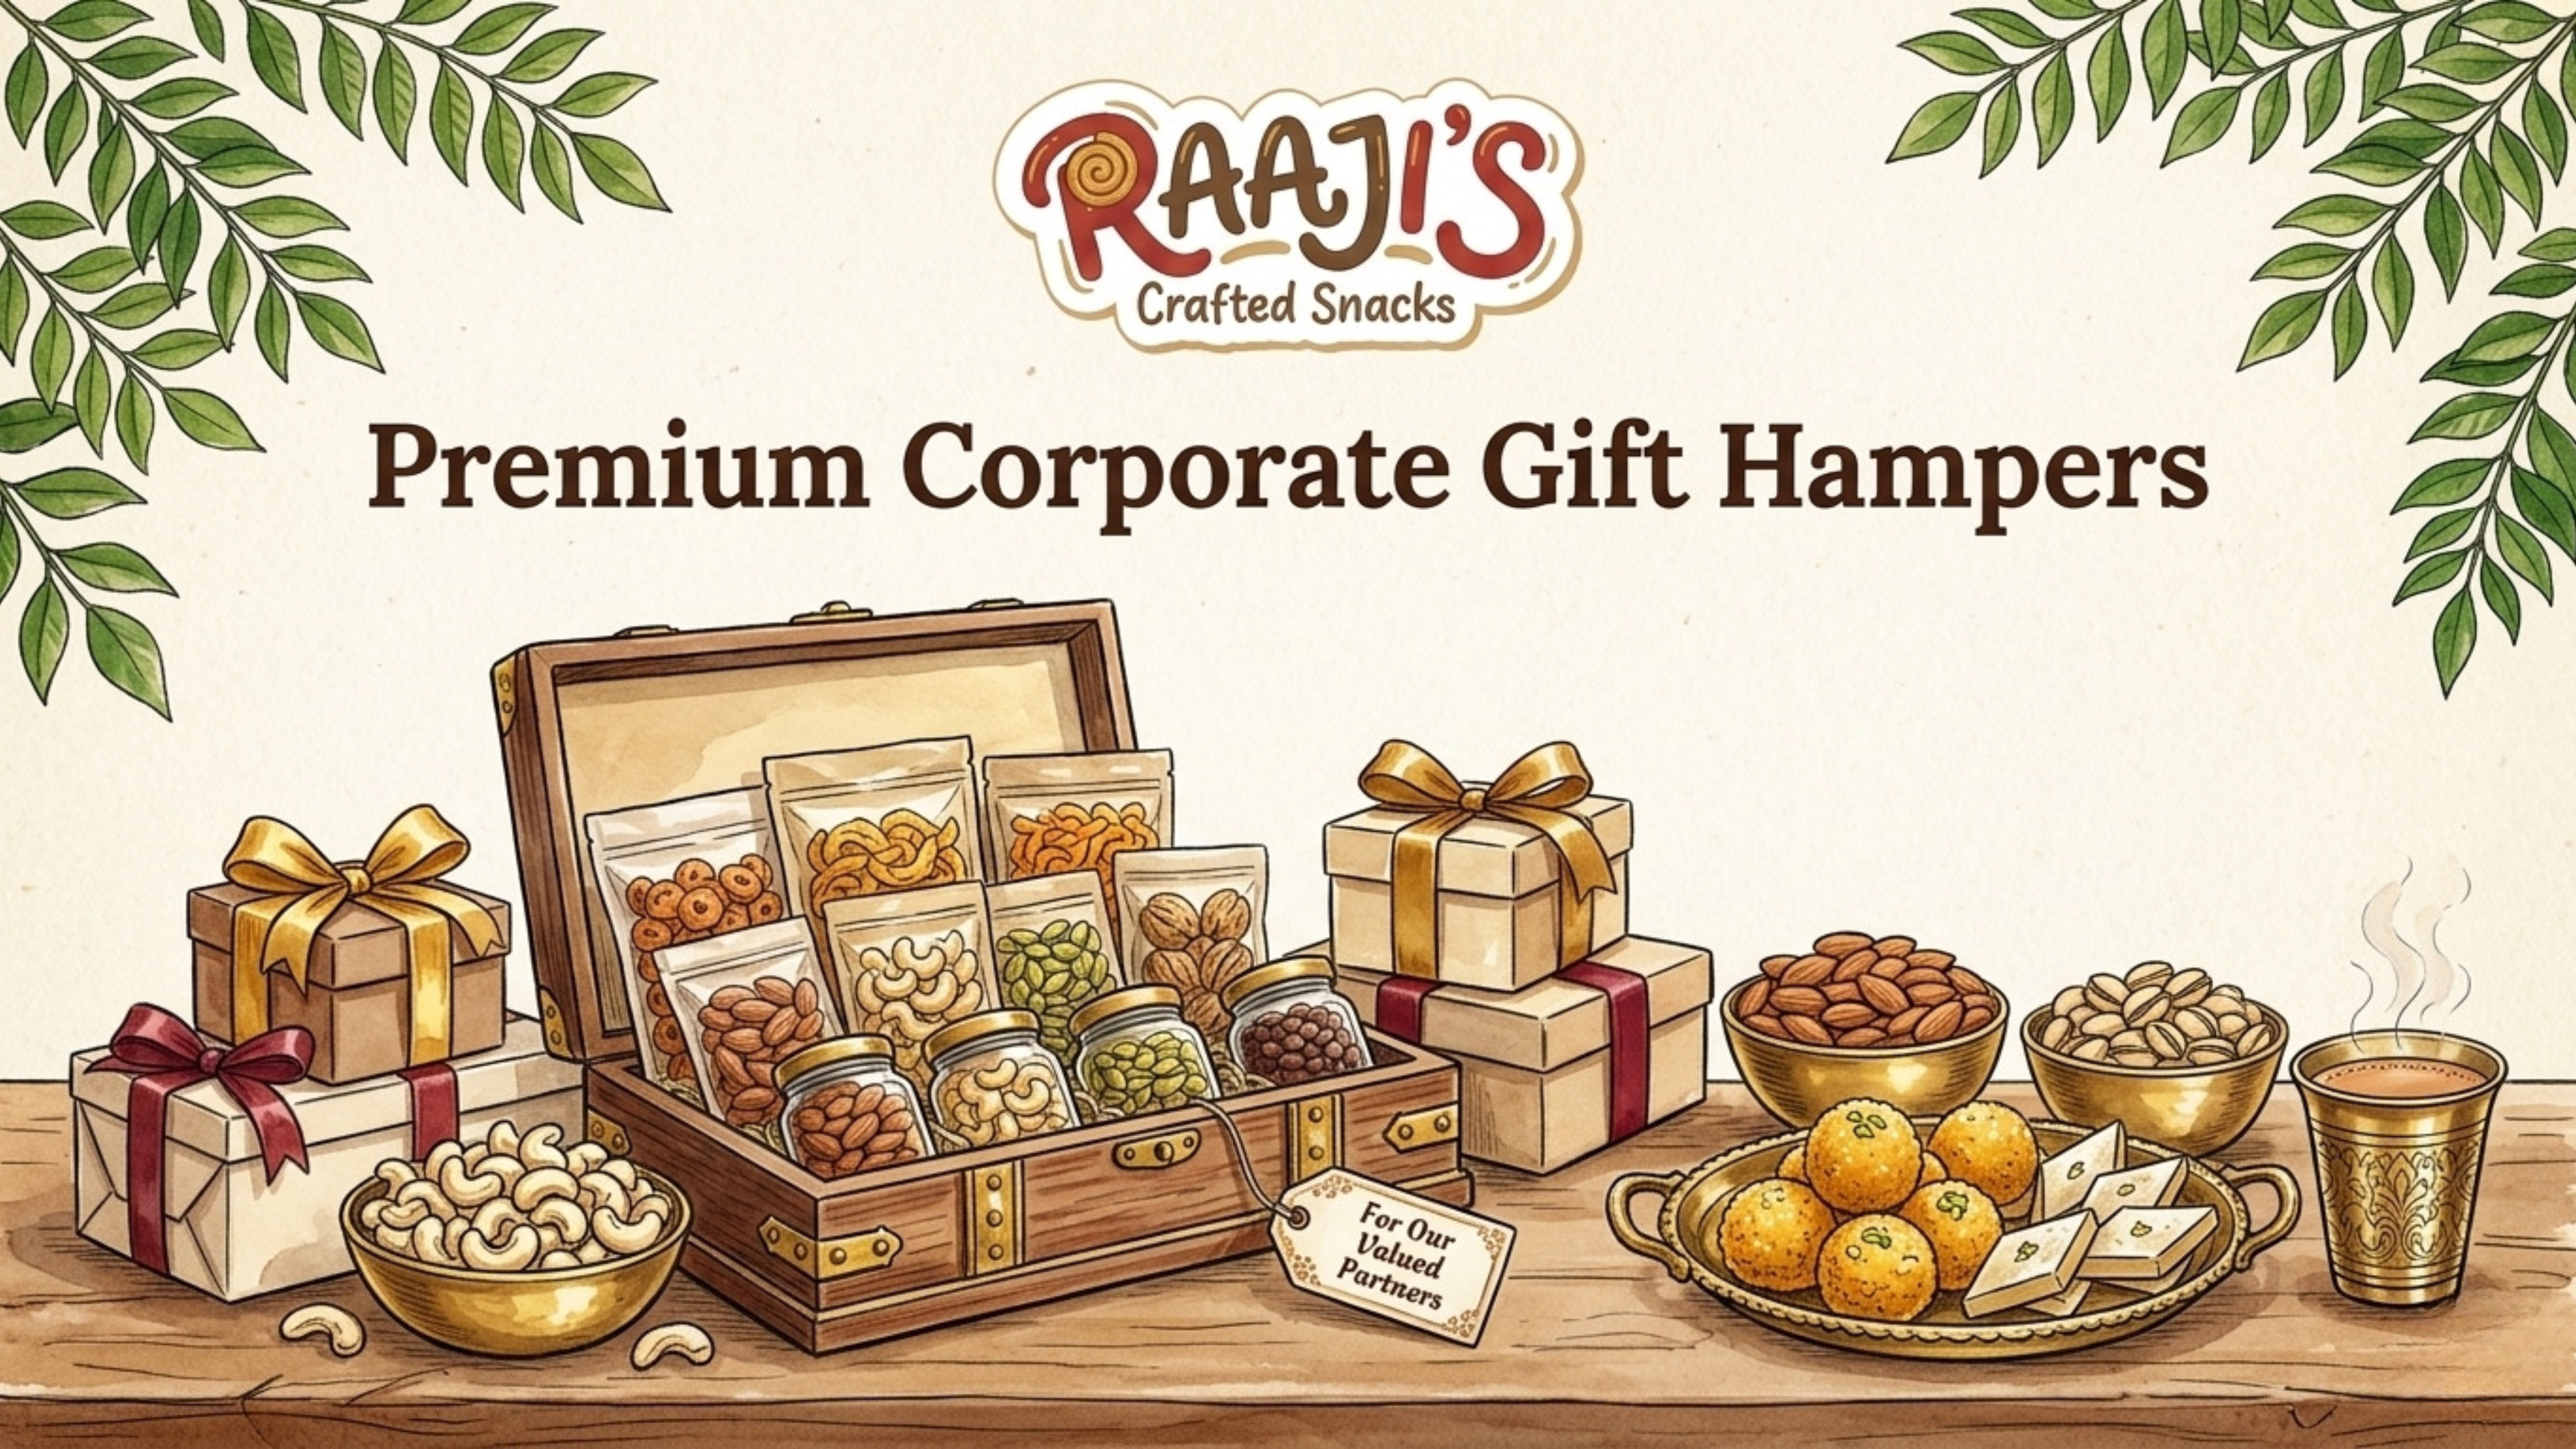 RAAJI'S
Crafted Snacks
Premium Corporate Gift Hampers
For Our
Valued
Partners